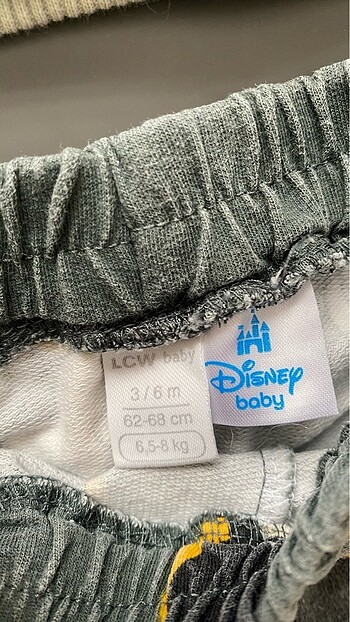 LCW baby
3 / 6 m
62-68 cm
6.5-8 kg
Disney
baby